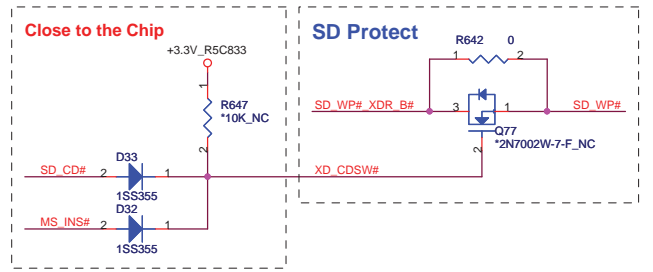 Close to the Chip
SD Protect
R642 0
1 2
+3.3V_R5C833
1
R647
*10K_NC
2
SD_WP#_XDR_B# 3 1 SD_WP#
Q77
*2N7002W-7-F_NC
2
D33
SD_CD# 2 1 XD_CDSW#
1SS355
D32
MS_INS# 2 1
1SS355